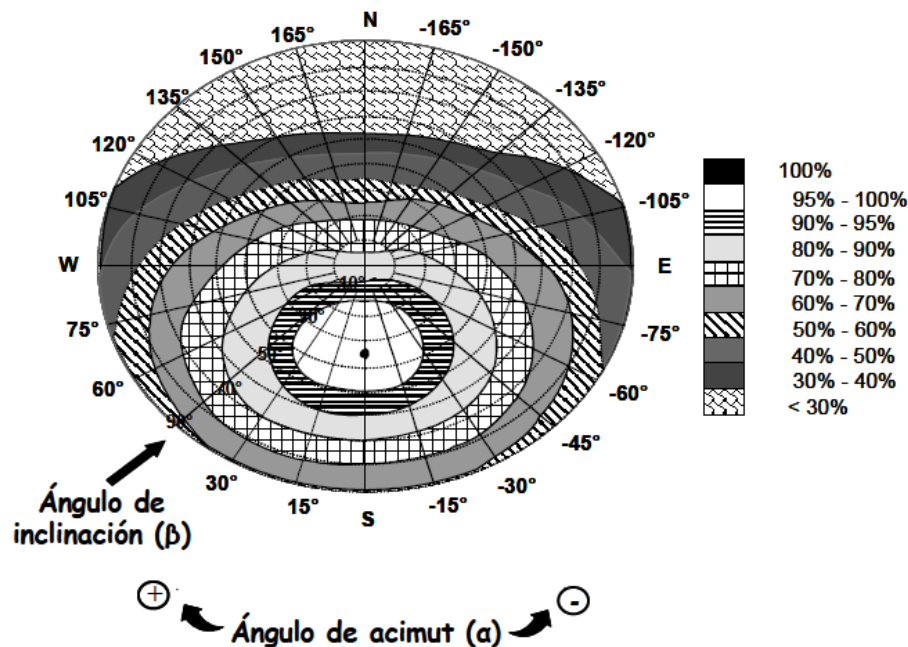 N
165°
-165°
150°
-150°
135°
-135°
120°
-120°
105°
-105°
W
E
75°
-75°
60°
-60°
-45°
30°
-30°
15°
-15°
S
10°
30°
50°
70°
90°
100%
95% - 100%
90% - 95%
80% - 90%
70% - 80%
60% - 70%
50% - 60%
40% - 50%
30% - 40%
< 30%
Ángulo de
inclinación (β)
+
-
Ángulo de acimut (α)